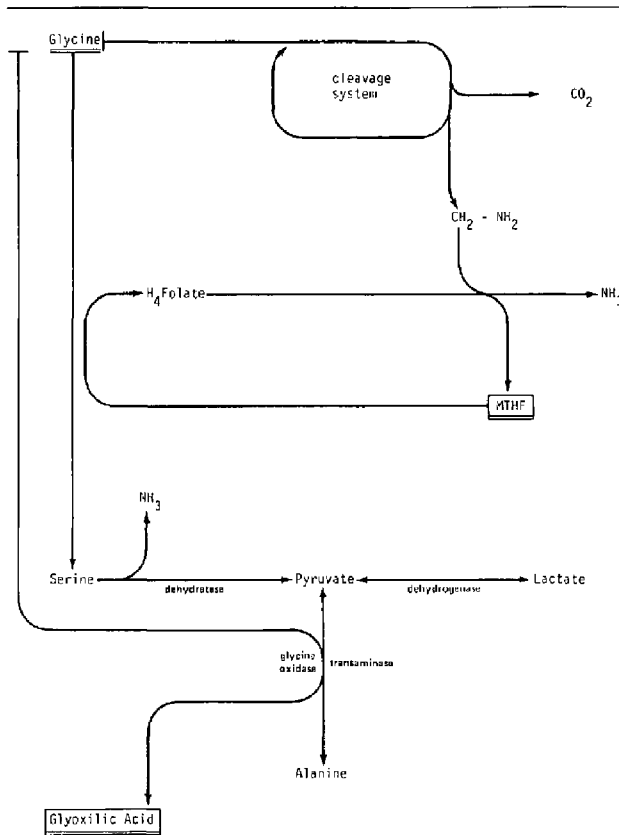 Glycine
cleavage
system
CO2
CH2 - NH2
H4Folate
NH3
MTHF
NH3
Serine
dehydratase
Pyruvate
dehydrogenase
Lactate
glycine
oxidase
transaminase
Alanine
Glyoxilic Acid